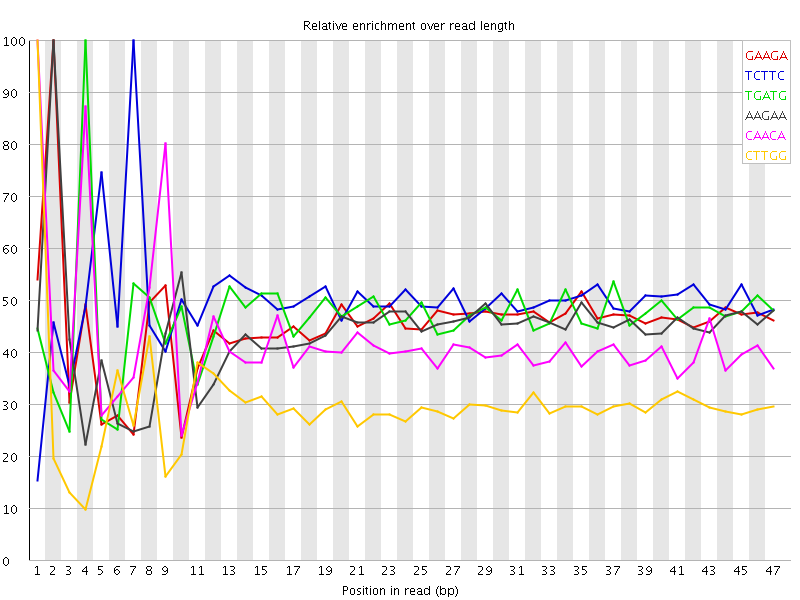 Relative enrichment over read length
100
90
80
70
60
50
40
30
20
10
0
GAAGA
TCTTC
TGATG
AAGAA
CAACA
CTTGG
1 2 3 4 5 6 7 8 9 11 13 15 17 19 21 23 25 27 29 31 33 35 37 39 41 43 45 47
Position in read (bp)